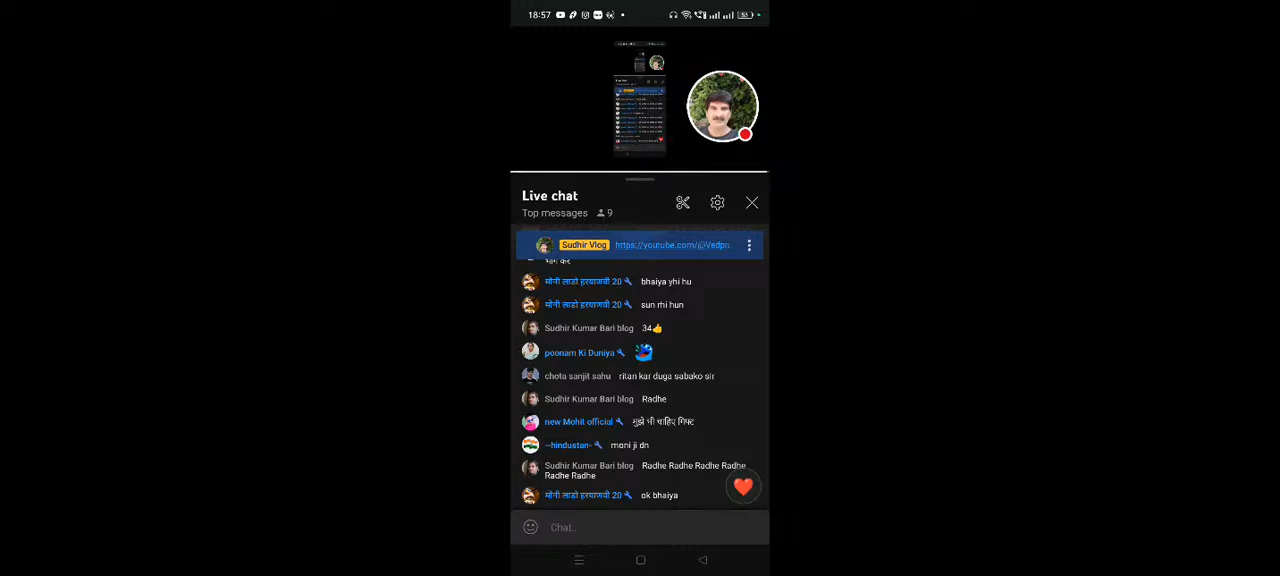 18:57
Live chat
Top messages 9
Sudhir Vlog https://youtube.com/@Vedpn
भाग कर
मोनी लाडो हरयाणवी 20 bhaiya yhi hu
मोनी लाडो हरयाणवी 20 sun rhi hun
Sudhir Kumar Bari blog 34👍
poonam Ki Duniya
chota sanjit sahu ritan kar duga sabako sir
Sudhir Kumar Bari blog Radhe
new Mohit official मुझे भी चाहिए गिफ्ट
--hindustan- moni ji dn
Sudhir Kumar Bari blog Radhe Radhe Radhe Radhe
Radhe Radhe
मोनी लाडो हरयाणवी 20 ok bhaiya
Chat..